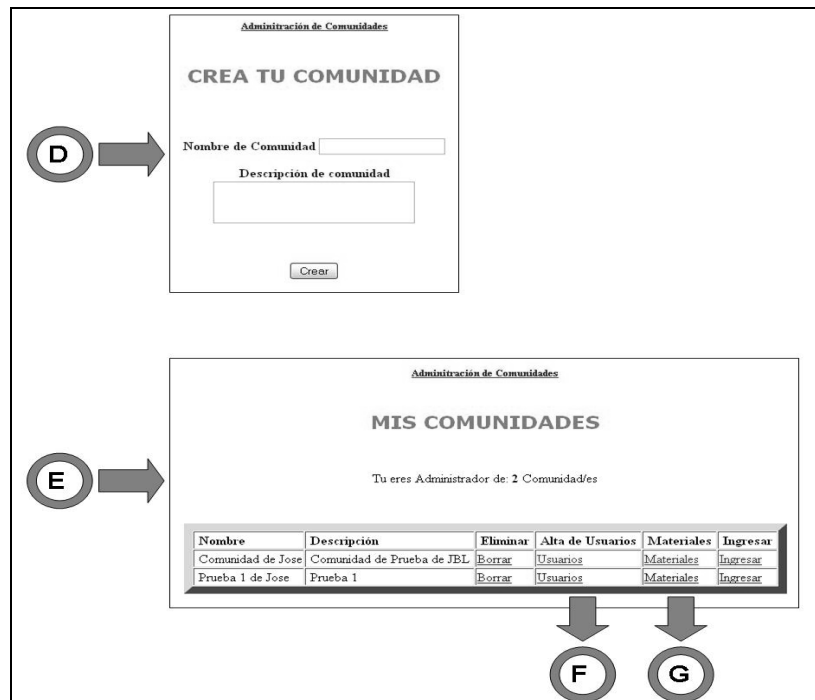 Adminitración de Comunidades
CREA TU COMUNIDAD
D
Nombre de Comunidad
Descripción de comunidad
Crear
Adminitración de Comunidades
MIS COMUNIDADES
E
Tu eres Administrador de: 2 Comunidad/es
Nombre Descripción Eliminar Alta de Usuarios Materiales Ingresar
Comunidad de Jose Comunidad de Prueba de JBL Borrar Usuarios Materiales Ingresar
Prueba 1 de Jose Prueba 1 Borrar Usuarios Materiales Ingresar
F G